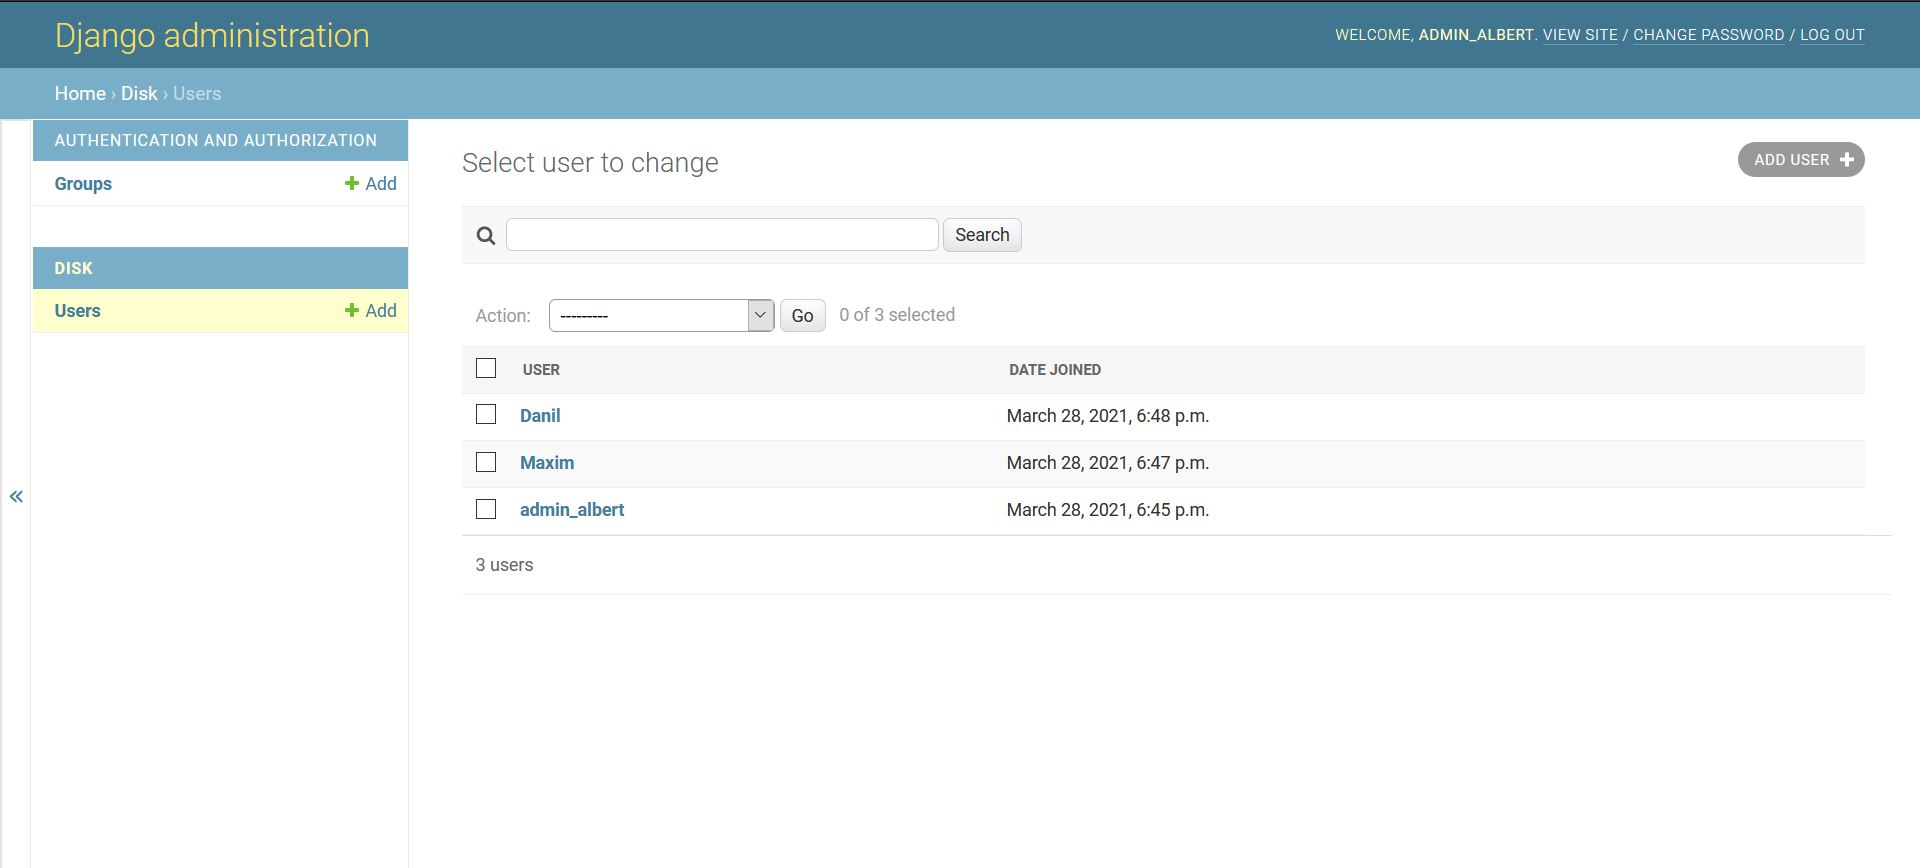 Django administration
WELCOME, ADMIN_ALBERT. VIEW SITE / CHANGE PASSWORD / LOG OUT
Home › Disk › Users
AUTHENTICATION AND AUTHORIZATION
Groups + Add
DISK
Users + Add
«
Select user to change
ADD USER +
Search
Action: --------- Go 0 of 3 selected
USER DATE JOINED
Danil March 28, 2021, 6:48 p.m.
Maxim March 28, 2021, 6:47 p.m.
admin_albert March 28, 2021, 6:45 p.m.
3 users